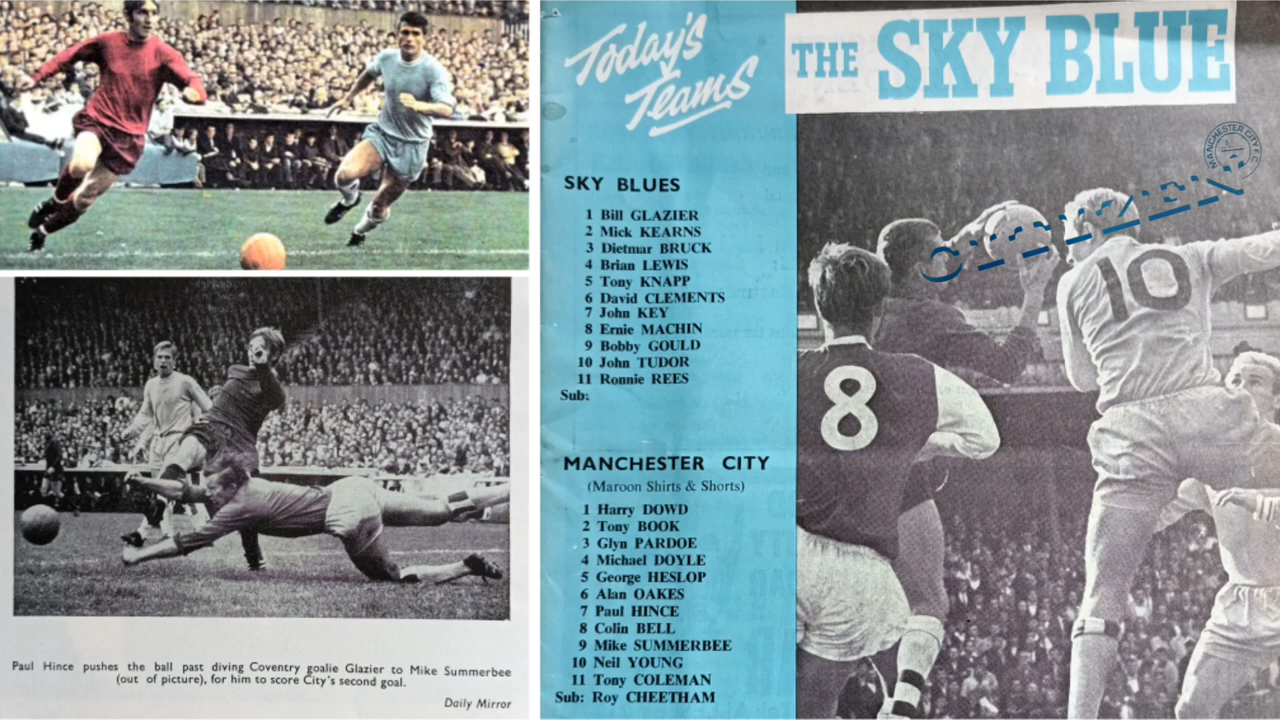 Today's
Teams
SKY BLUES
1 Bill GLAZIER
2 Mick KEARNS
3 Dietmar BRUCK
4 Brian LEWIS
5 Tony KNAPP
6 David CLEMENTS
7 John KEY
8 Ernie MACHIN
9 Bobby GOULD
10 John TUDOR
11 Ronnie REES
Sub:
MANCHESTER CITY
(Maroon Shirts & Shorts)
1 Harry DOWD
2 Tony BOOK
3 Glyn PARDOE
4 Michael DOYLE
5 George HESLOP
6 Alan OAKES
7 Paul HINCE
8 Colin BELL
9 Mike SUMMERBEE
10 Neil YOUNG
11 Tony COLEMAN
Sub: Roy CHEETHAM
THE SKY BLUE
MANCHESTER CITY F.C.
CITIZEN
10
8
Paul Hince pushes the ball past diving Coventry goalie Glazier to Mike Summerbee
(out of picture), for him to score City's second goal.
Daily Mirror